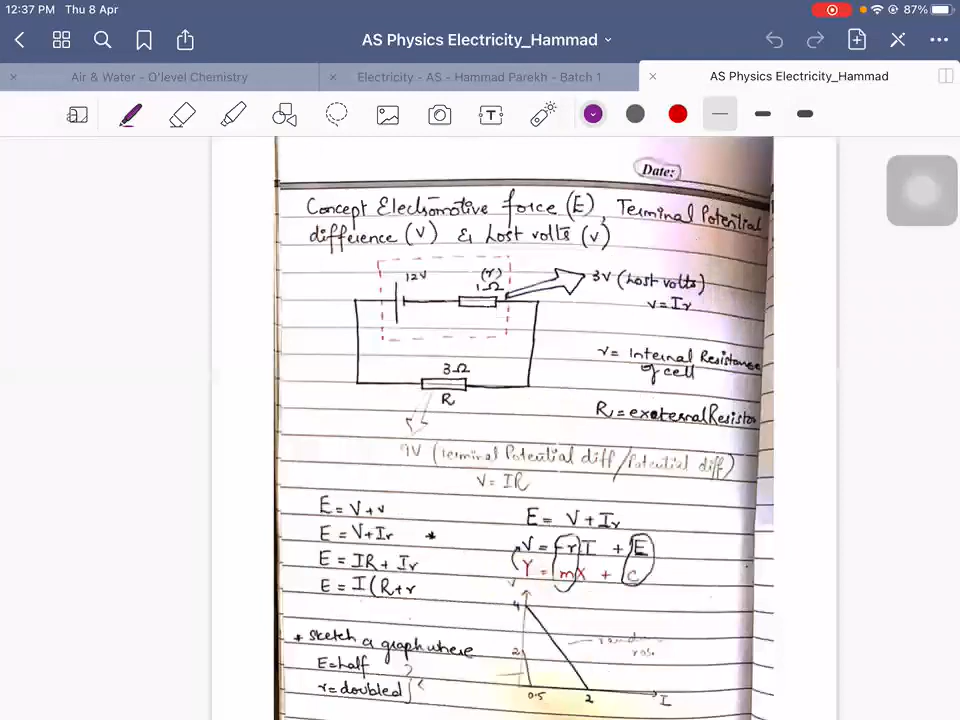 12:37 PM Thu 8 Apr
87%
AS Physics Electricity_Hammad
Air & Water - O'level Chemistry
Electricity - AS - Hammad Parekh - Batch 1
AS Physics Electricity_Hammad
Date:
Concept Electromotive force (E), Terminal Potential
difference (V) & Lost volts (v)
12V
(r)
1Ω
3V (Lost volts)
v = Ir
3Ω
R
r = Internal Resistance
of cell
R = exeternal Resistor
9V (Terminal Potential diff / Potential diff)
V = IR
E = V + v
E = V + Ir *
E = IR + Ir
E = I(R+r
E = V + Ir
V = -r I + E
Y = mX + c
V
4
2
0.5
2
I
* Sketch a graph where
E = half
r = doubled